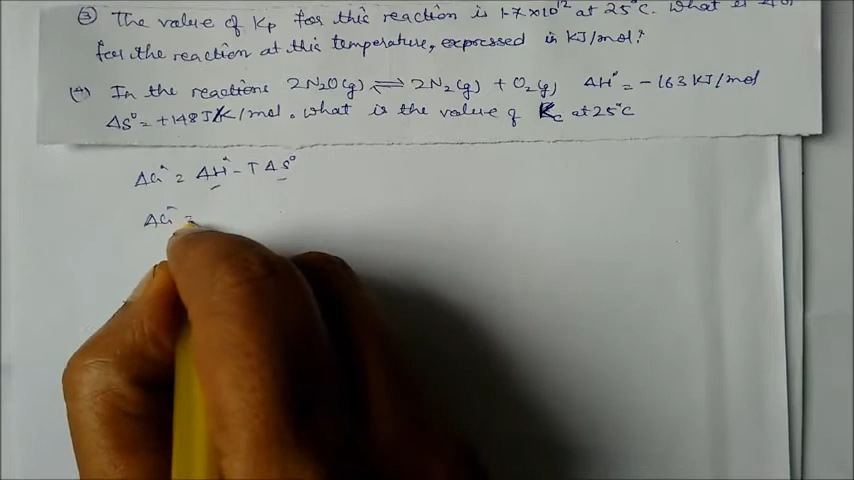 ③ The value of Kp for this reaction is 1.7×10¹² at 25°C. What is
for the reaction at this temperature, expressed in KJ/mol?
(4) In the reactions 2N₂O(g) ⇌ 2N₂(g) + O₂(g) ΔH° = -163 KJ/mol
ΔS° = +148 J/K/mol. What is the value of Kc at 25°C
ΔG° = ΔH° - TΔS°
ΔG° =